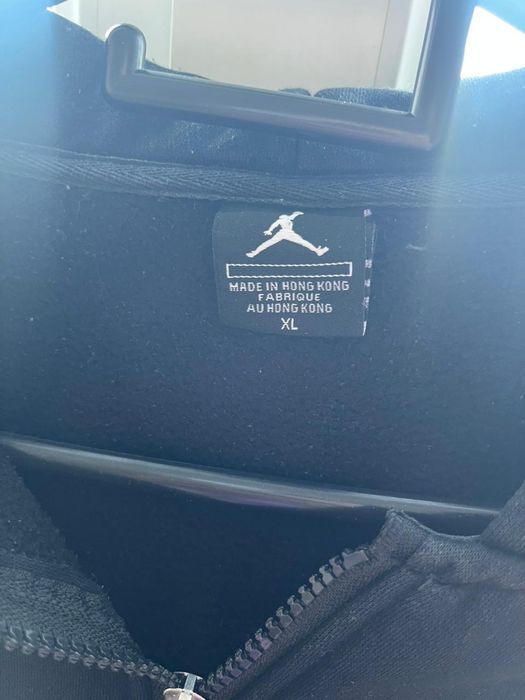 MADE IN HONG KONG
FABRIQUE
AU HONG KONG
XL